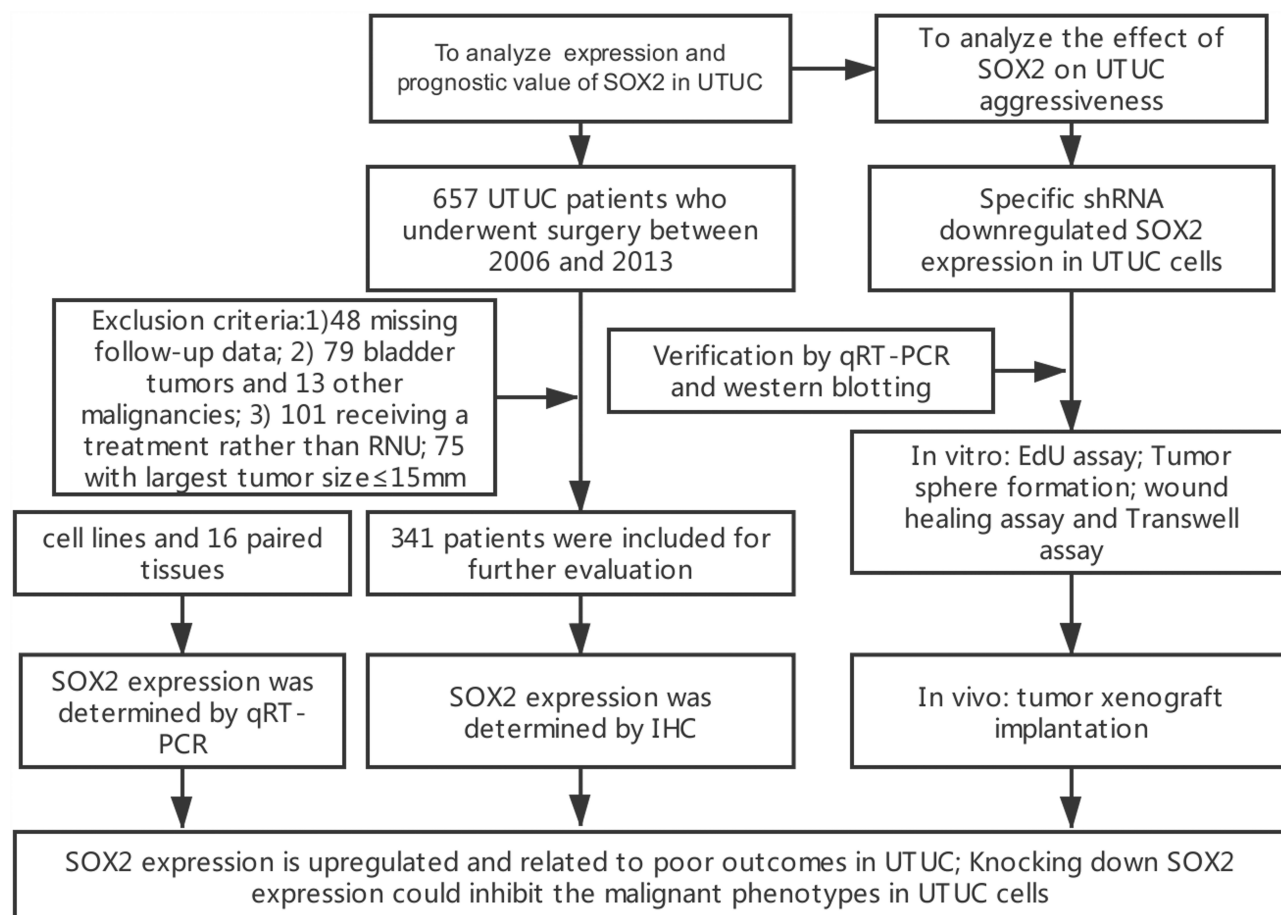 To analyze expression and
prognostic value of SOX2 in UTUC
To analyze the effect of
SOX2 on UTUC
aggressiveness
657 UTUC patients who
underwent surgery between
2006 and 2013
Specific shRNA
downregulated SOX2
expression in UTUC cells
Exclusion criteria:1)48 missing
follow-up data; 2) 79 bladder
tumors and 13 other
malignancies; 3) 101 receiving a
treatment rather than RNU; 75
with largest tumor size≤15mm
Verification by qRT-PCR
and western blotting
cell lines and 16 paired
tissues
341 patients were included for
further evaluation
In vitro: EdU assay; Tumor
sphere formation; wound
healing assay and Transwell
assay
SOX2 expression was
determined by qRT-
PCR
SOX2 expression was
determined by IHC
In vivo: tumor xenograft
implantation
SOX2 expression is upregulated and related to poor outcomes in UTUC; Knocking down SOX2
expression could inhibit the malignant phenotypes in UTUC cells